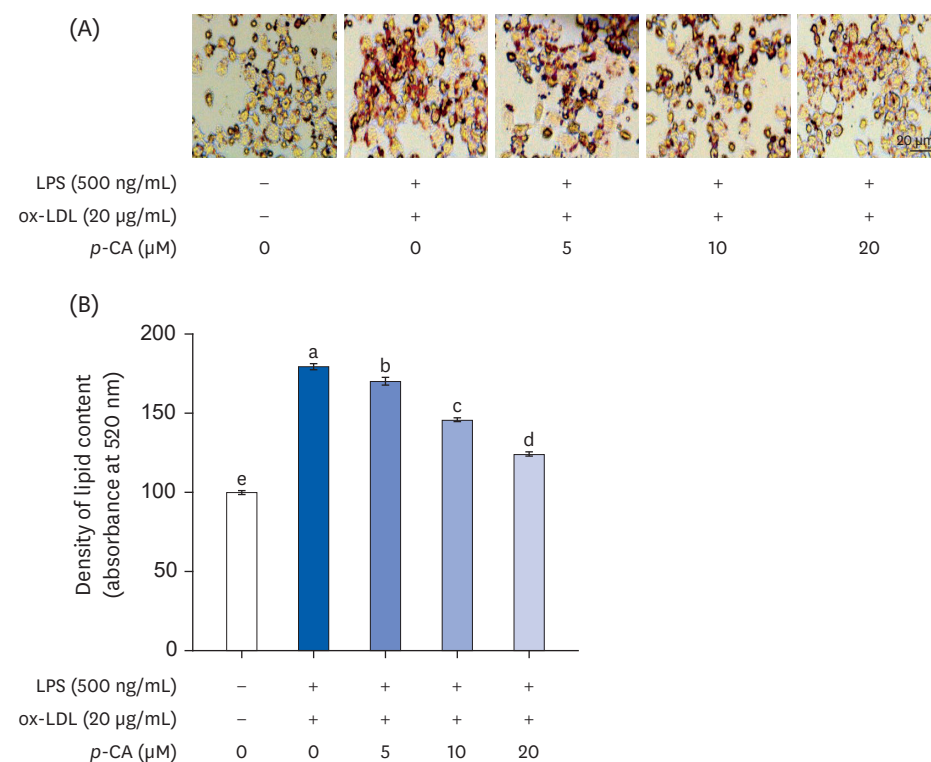 (A)
20 μm
LPS (500 ng/mL) – + + + +
ox-LDL (20 μg/mL) – + + + +
p-CA (μM) 0 0 5 10 20
(B)
Density of lipid content
(absorbance at 520 nm)
200
150
100
50
0
e a b c d
LPS (500 ng/mL) – + + + +
ox-LDL (20 μg/mL) – + + + +
p-CA (μM) 0 0 5 10 20